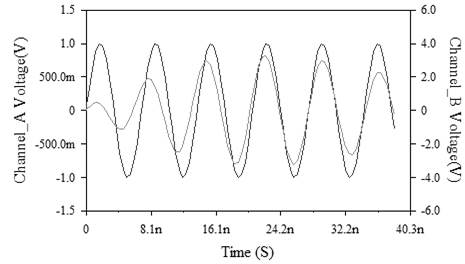 1.5
1.0
500.0m
0
-500.0m
-1.0
-1.5
Channel_A Voltage(V)
6.0
4.0
2.0
0
-2.0
-4.0
-6.0
Channel_B Voltage(V)
0
8.1n
16.1n
24.2n
32.2n
40.3n
Time (S)